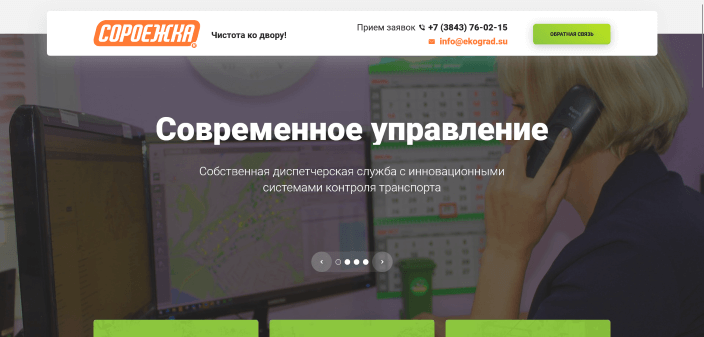 СОРОЕЖКА
Чистота ко двору!
Прием заявок +7 (3843) 76-02-15
info@ekograd.su
ОБРАТНАЯ СВЯЗЬ
Современное управление
Собственная диспетчерская служба с инновационными
системами контроля транспорта